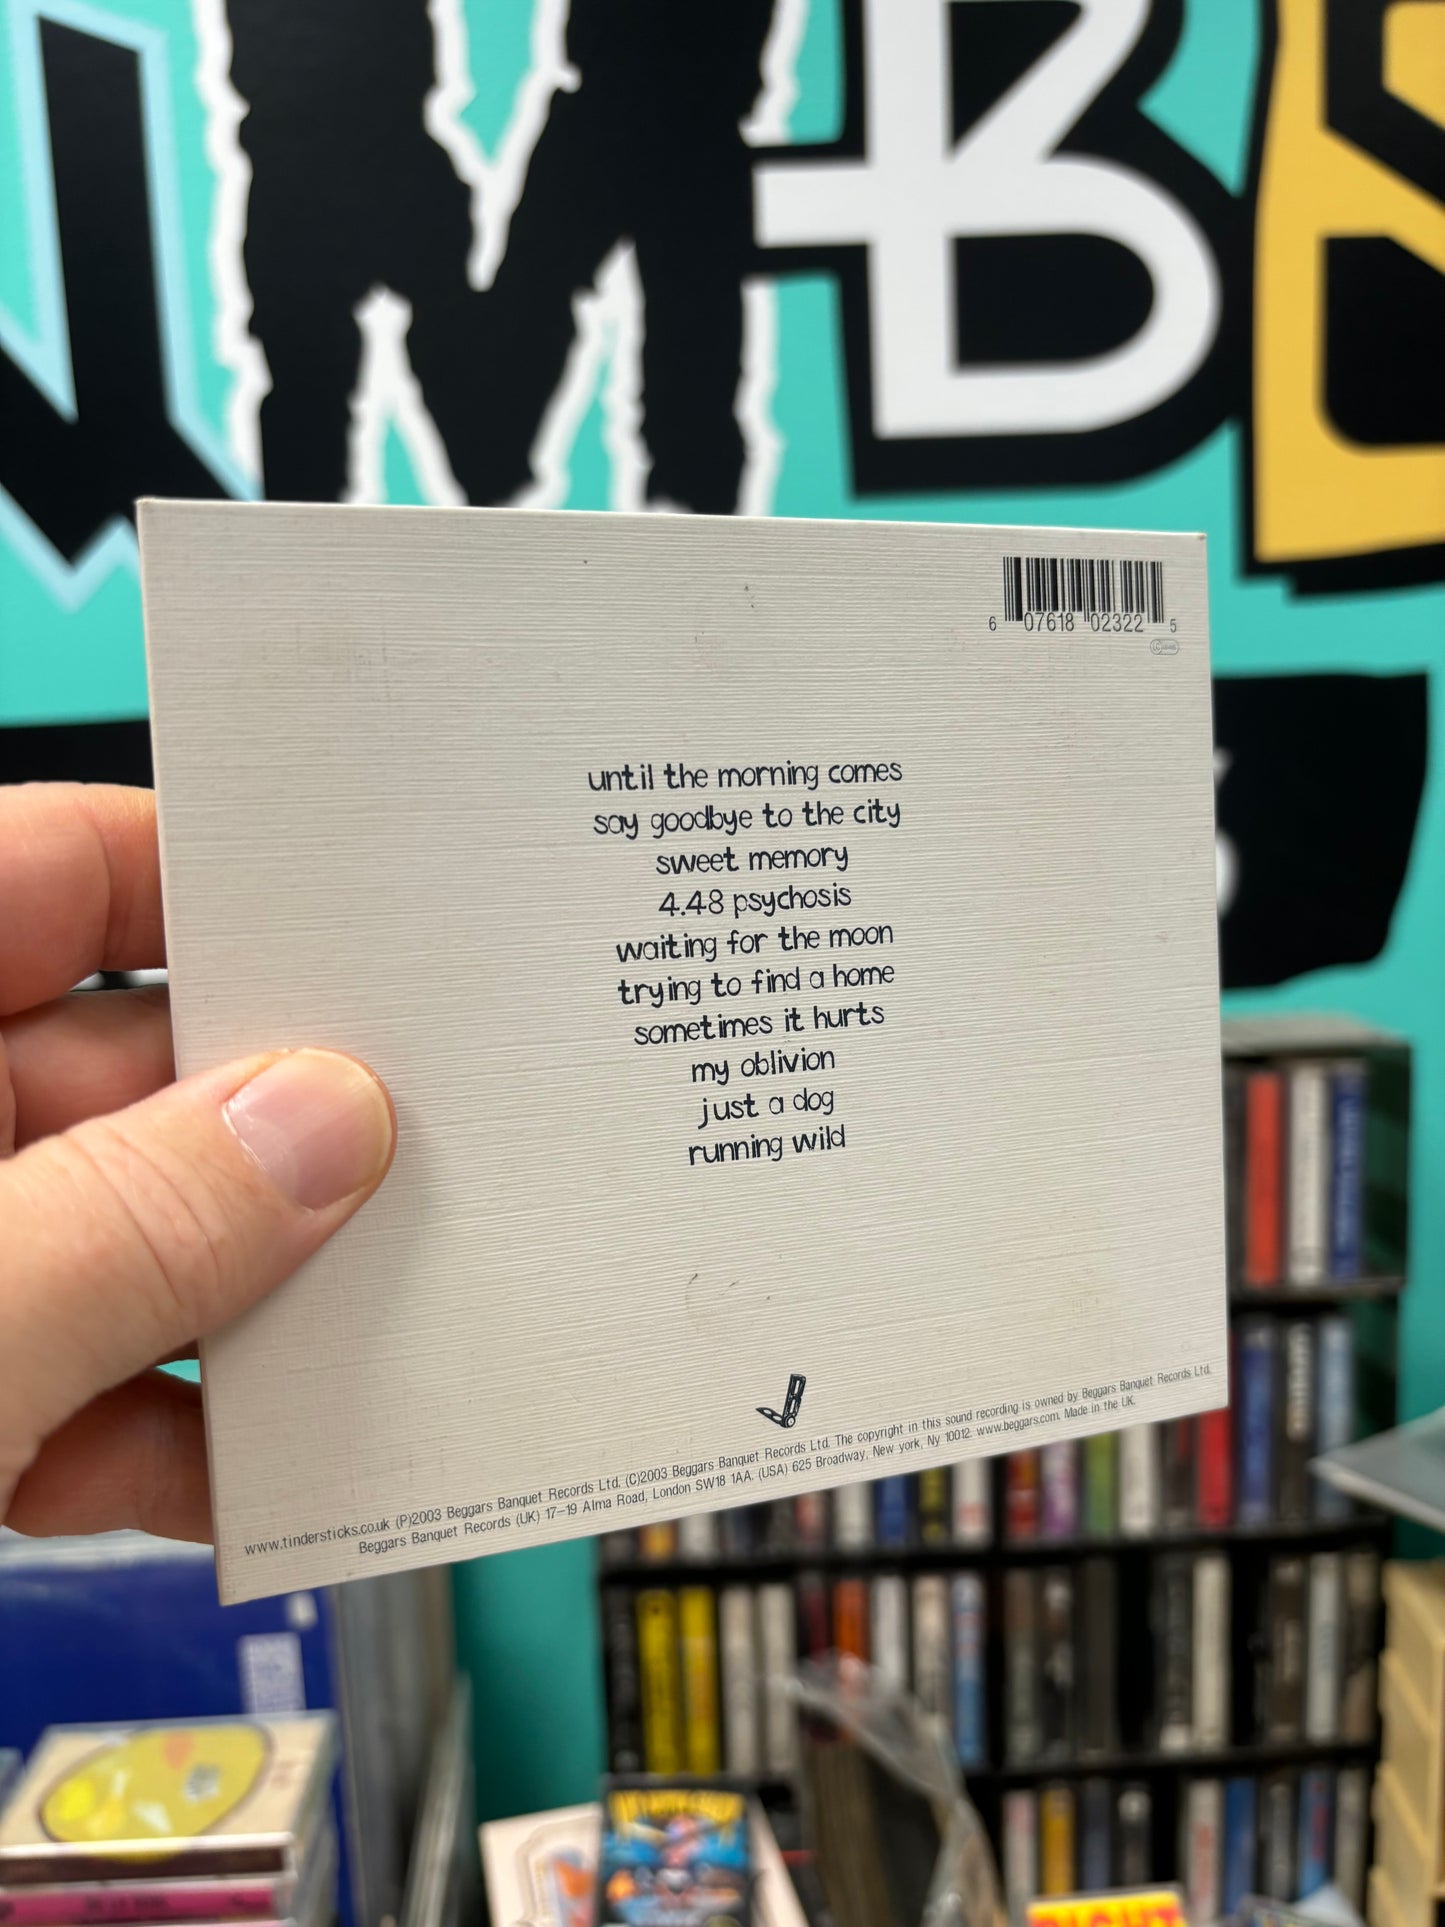 6 07618 02322 5
until the morning comes
say goodbye to the city
sweet memory
4.48 psychosis
waiting for the moon
trying to find a home
sometimes it hurts
my oblivion
just a dog
running wild
www.tindersticks.co.uk (P)2003 Beggars Banquet Records Ltd. (C)2003 Beggars Banquet Records Ltd. The copyright in this sound recording is owned by Beggars Banquet Records Ltd.
Beggars Banquet Records (UK) 17-19 Alma Road, London SW18 1AA. (USA) 625 Broadway, New york, Ny 10012. www.beggars.com. Made in the UK.